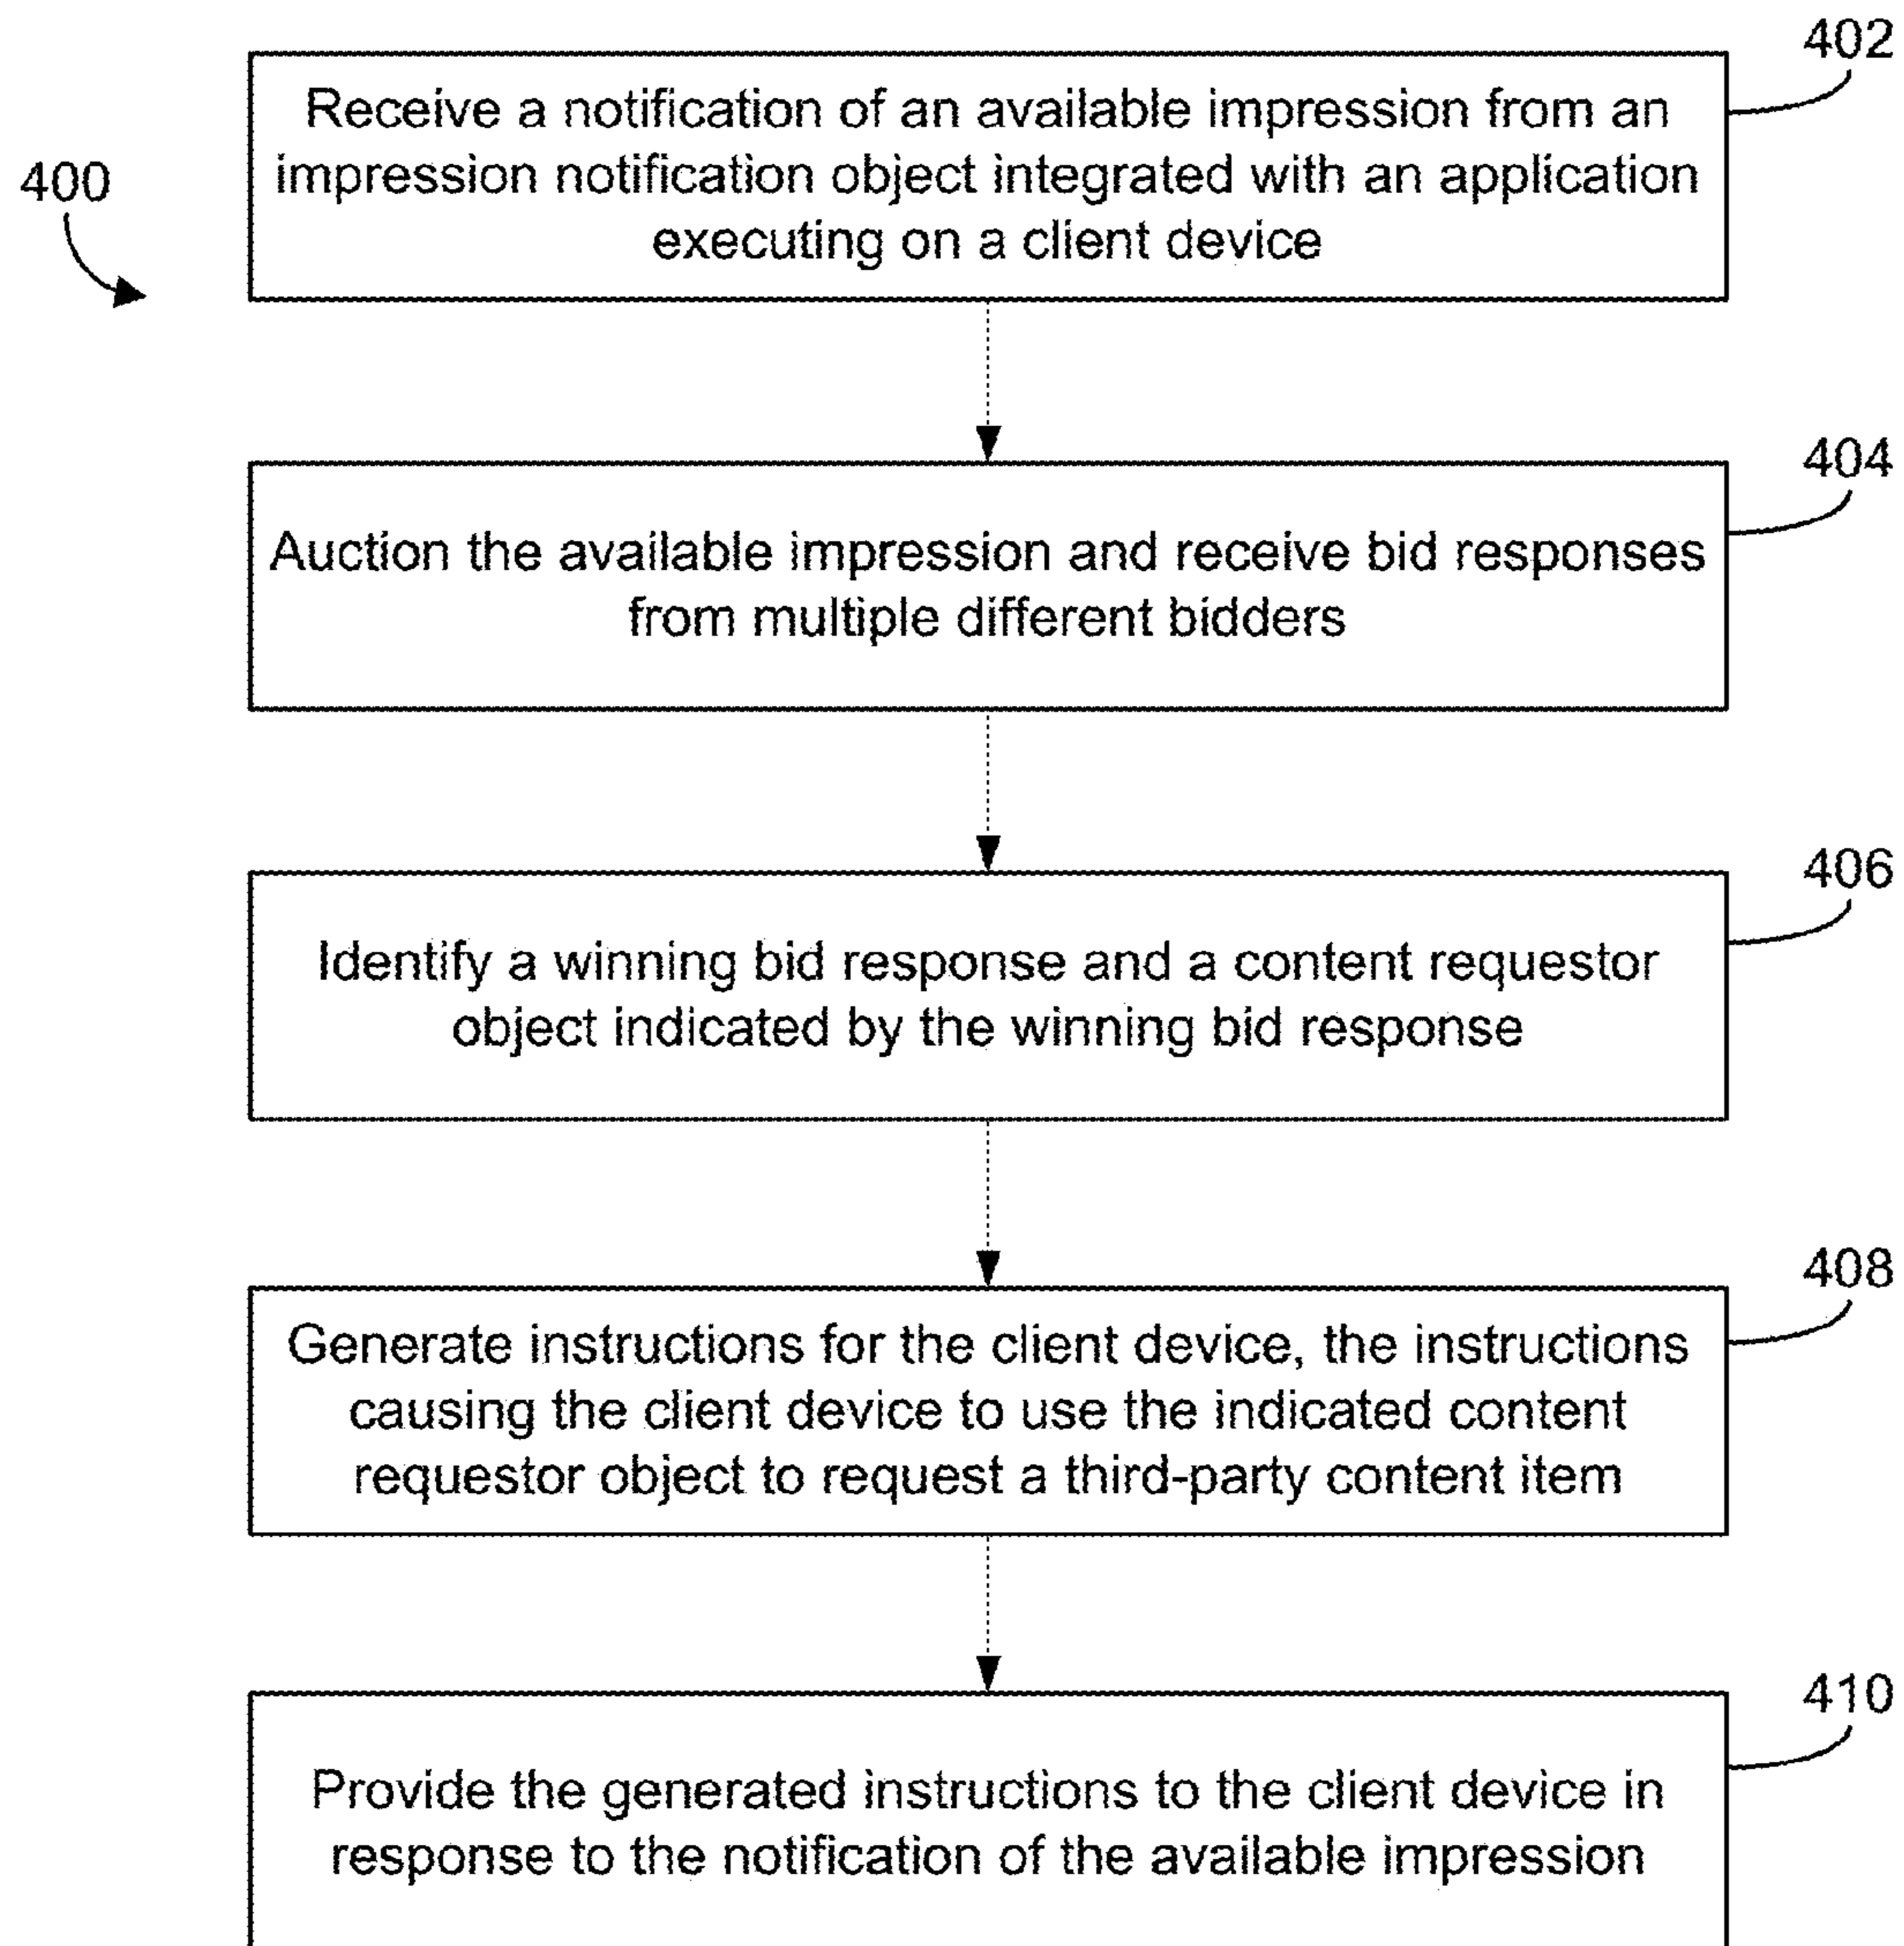 402
Receive a notification of an available impression from an
impression notification object integrated with an application
executing on a client device
400
404
Auction the available impression and receive bid responses
from multiple different bidders
406
Identify a winning bid response and a content requestor
object indicated by the winning bid response
408
Generate instructions for the client device, the instructions
causing the client device to use the indicated content
requestor object to request a third-party content item
410
Provide the generated instructions to the client device in
response to the notification of the available impression